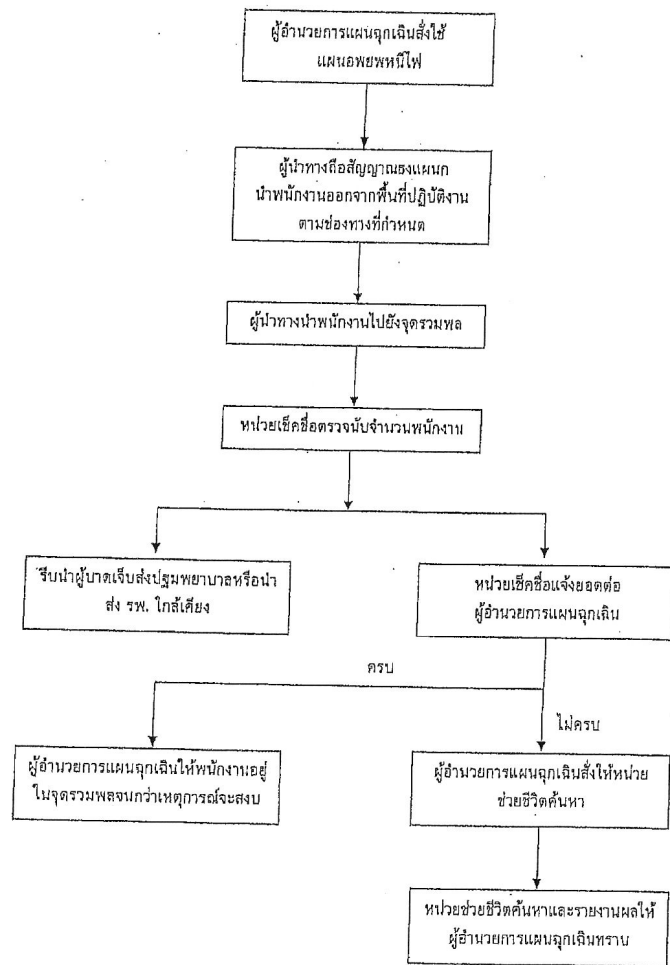 ผู้อำนวยการแผนฉุกเฉินสั่งใช้
แผนอพยพหนีไฟ
ผู้นำทางถือสัญญาณธงแผนก
นำพนักงานออกจากพื้นที่ปฏิบัติงาน
ตามช่องทางที่กำหนด
ผู้นำทางนำพนักงานไปยังจุดรวมพล
หน่วยเช็คชื่อตรวจนับจำนวนพนักงาน
รีบนำผู้บาดเจ็บส่งปฐมพยาบาลหรือนำ
ส่ง รพ. ใกล้เคียง
หน่วยเช็คชื่อแจ้งยอดต่อ
ผู้อำนวยการแผนฉุกเฉิน
ครบ
ไม่ครบ
ผู้อำนวยการแผนฉุกเฉินให้พนักงานอยู่
ในจุดรวมพลจนกว่าเหตุการณ์จะสงบ
ผู้อำนวยการแผนฉุกเฉินสั่งให้หน่วย
ช่วยชีวิตค้นหา
หน่วยช่วยชีวิตค้นหาและรายงานผลให้
ผู้อำนวยการแผนฉุกเฉินทราบ